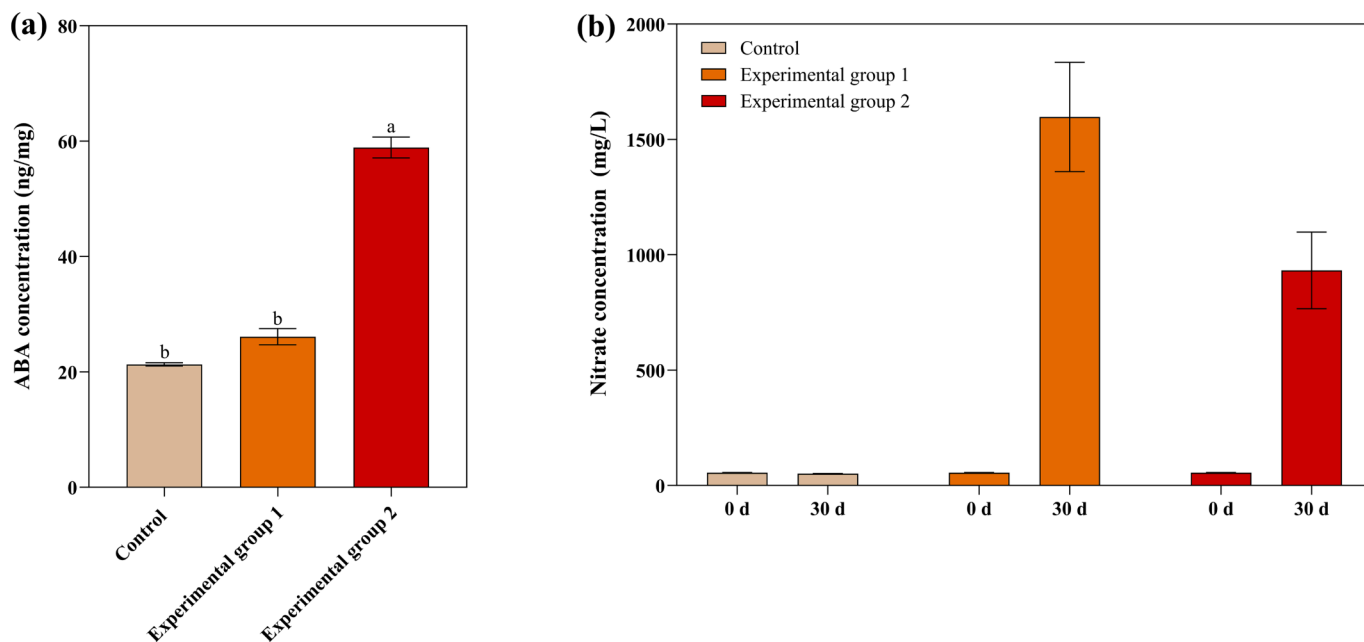 (a)
ABA concentration (ng/mg)
80
60
40
20
0
b
b
a
Control
Experimental group 1
Experimental group 2
(b)
Nitrate concentration (mg/L)
2000
1500
1000
500
0
Control
Experimental group 1
Experimental group 2
0 d
30 d
0 d
30 d
0 d
30 d